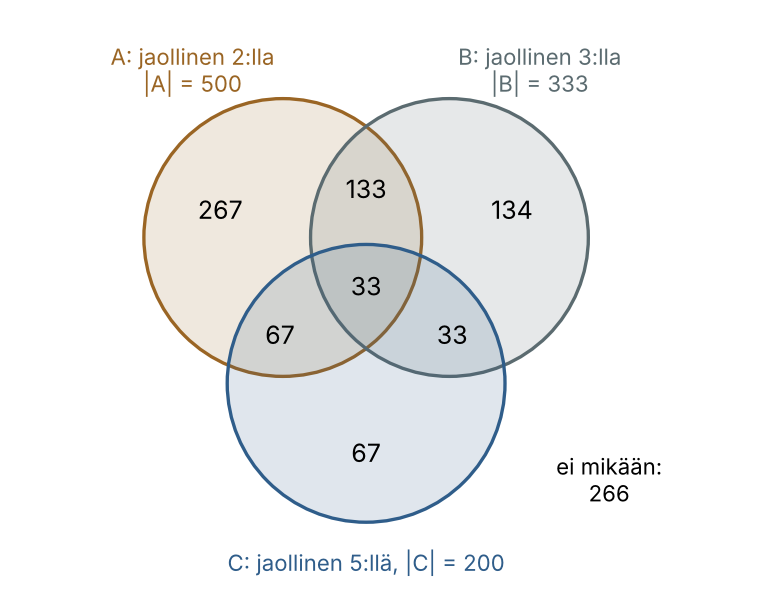 A: jaollinen 2:lla
|A| = 500
B: jaollinen 3:lla
|B| = 333
267
133
134
33
67
33
67
ei mikään:
266
C: jaollinen 5:llä, |C| = 200